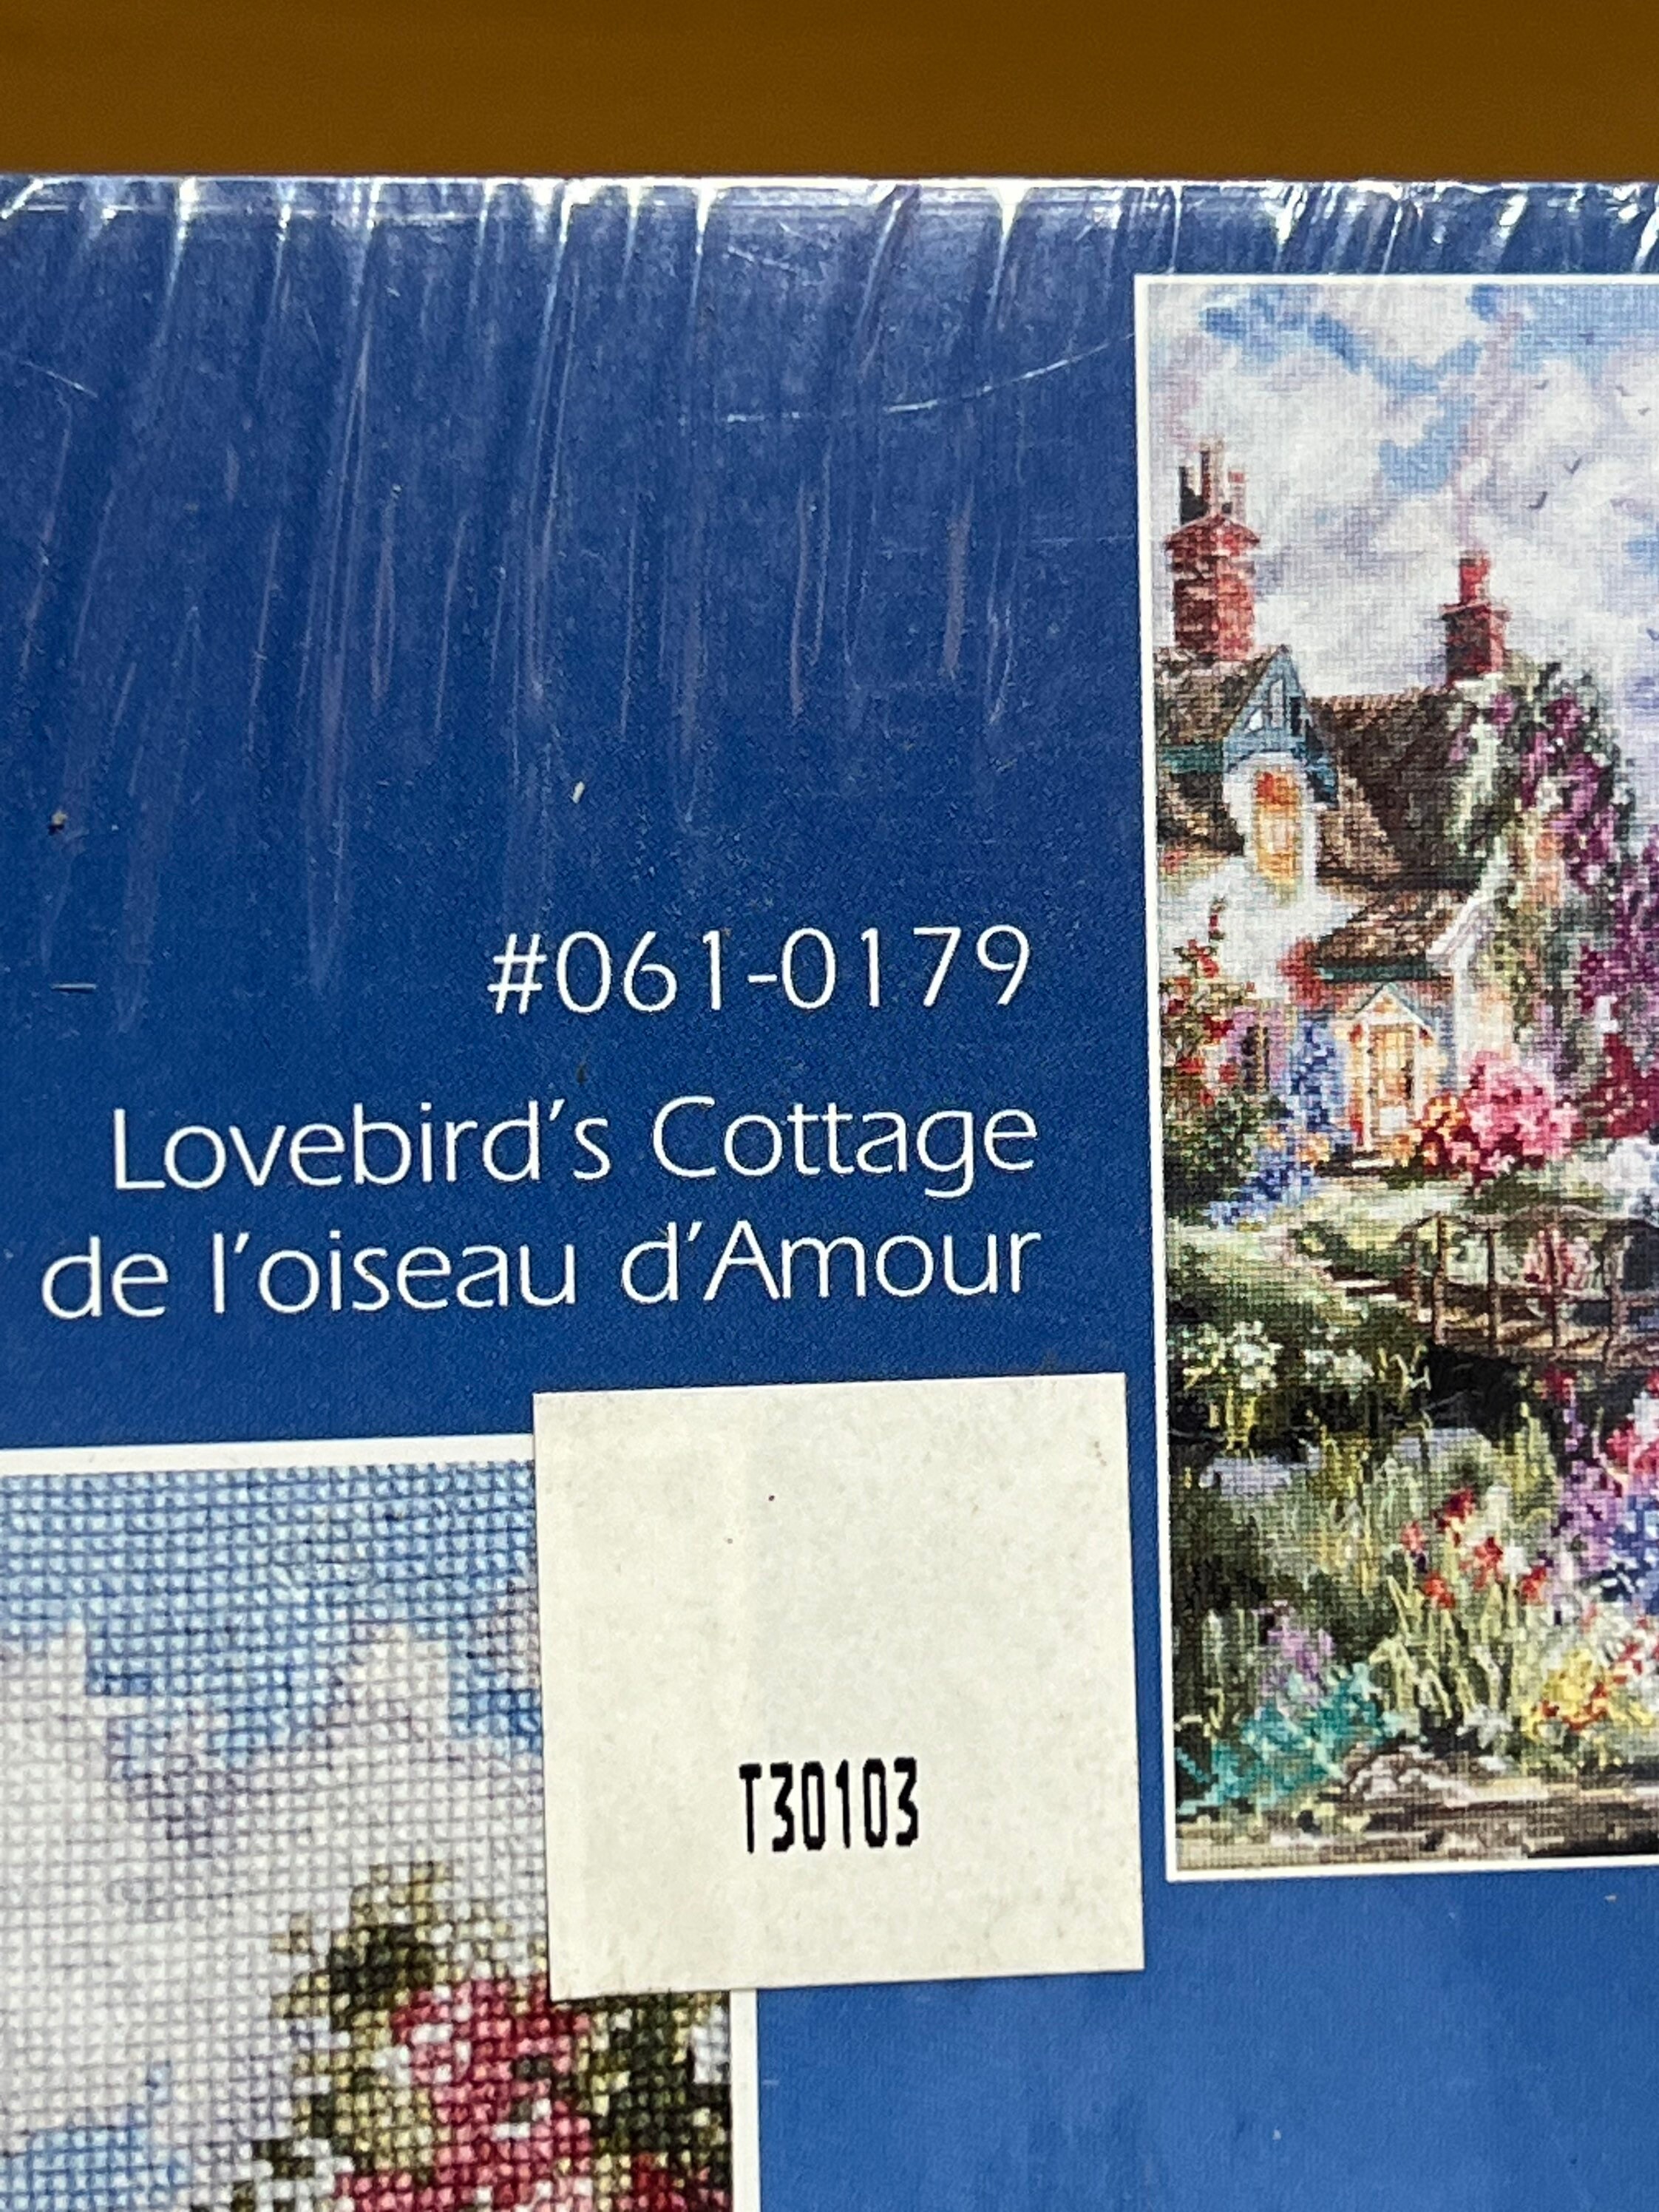 #061-0179
Lovebird's Cottage
de l'oiseau d'Amour
T30103